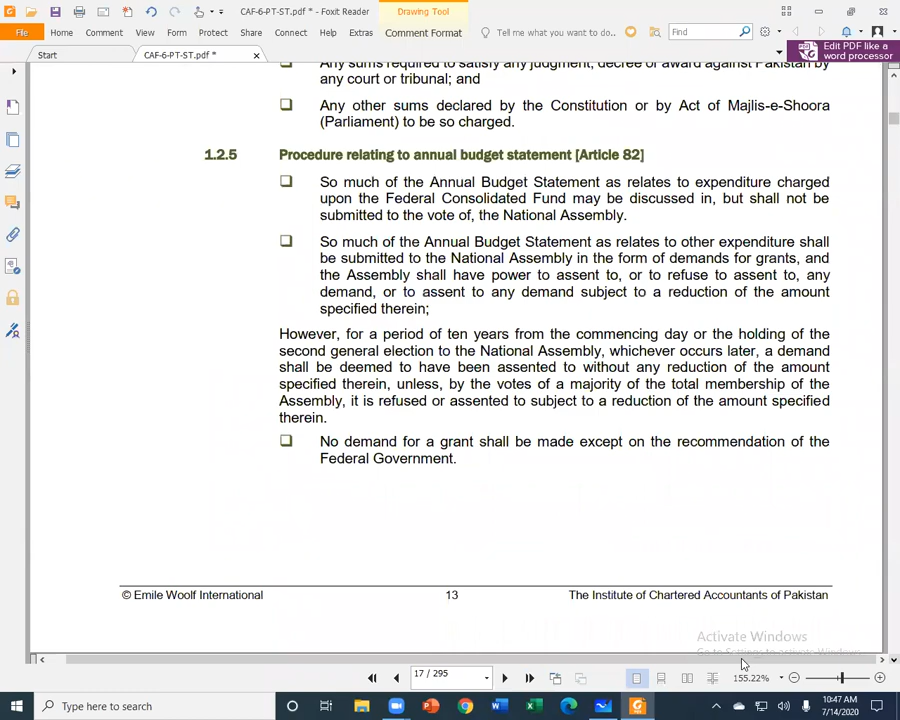 CAF-6-PT-ST.pdf * - Foxit Reader
Drawing Tool
File
Home
Comment
View
Form
Protect
Share
Connect
Help
Extras
Comment Format
Tell me what you want to do..
Find
Start
CAF-6-PT-ST.pdf *
Edit PDF like a
word processor
Any sums required to satisfy any judgment, decree or award against Pakistan by
any court or tribunal; and
Any other sums declared by the Constitution or by Act of Majlis-e-Shoora
(Parliament) to be so charged.
1.2.5 Procedure relating to annual budget statement [Article 82]
So much of the Annual Budget Statement as relates to expenditure charged
upon the Federal Consolidated Fund may be discussed in, but shall not be
submitted to the vote of, the National Assembly.
So much of the Annual Budget Statement as relates to other expenditure shall
be submitted to the National Assembly in the form of demands for grants, and
the Assembly shall have power to assent to, or to refuse to assent to, any
demand, or to assent to any demand subject to a reduction of the amount
specified therein;
However, for a period of ten years from the commencing day or the holding of the
second general election to the National Assembly, whichever occurs later, a demand
shall be deemed to have been assented to without any reduction of the amount
specified therein, unless, by the votes of a majority of the total membership of the
Assembly, it is refused or assented to subject to a reduction of the amount specified
therein.
No demand for a grant shall be made except on the recommendation of the
Federal Government.
© Emile Woolf International 13 The Institute of Chartered Accountants of Pakistan
Activate Windows
Go to Settings to activate Windows.
17 / 295
155.22%
Type here to search
10:47 AM
7/14/2020